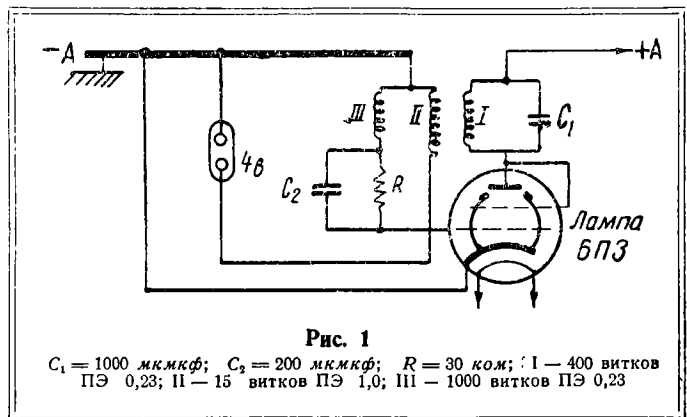 −А
+А
III
II
I
C₁
4в
C₂
R
Лампа
6П3
Рис. 1
C₁ = 1000 мкмкф; C₂ = 200 мкмкф; R = 30 ком; I — 400 витков
ПЭ 0,23; II — 15 витков ПЭ 1,0; III — 1000 витков ПЭ 0,23